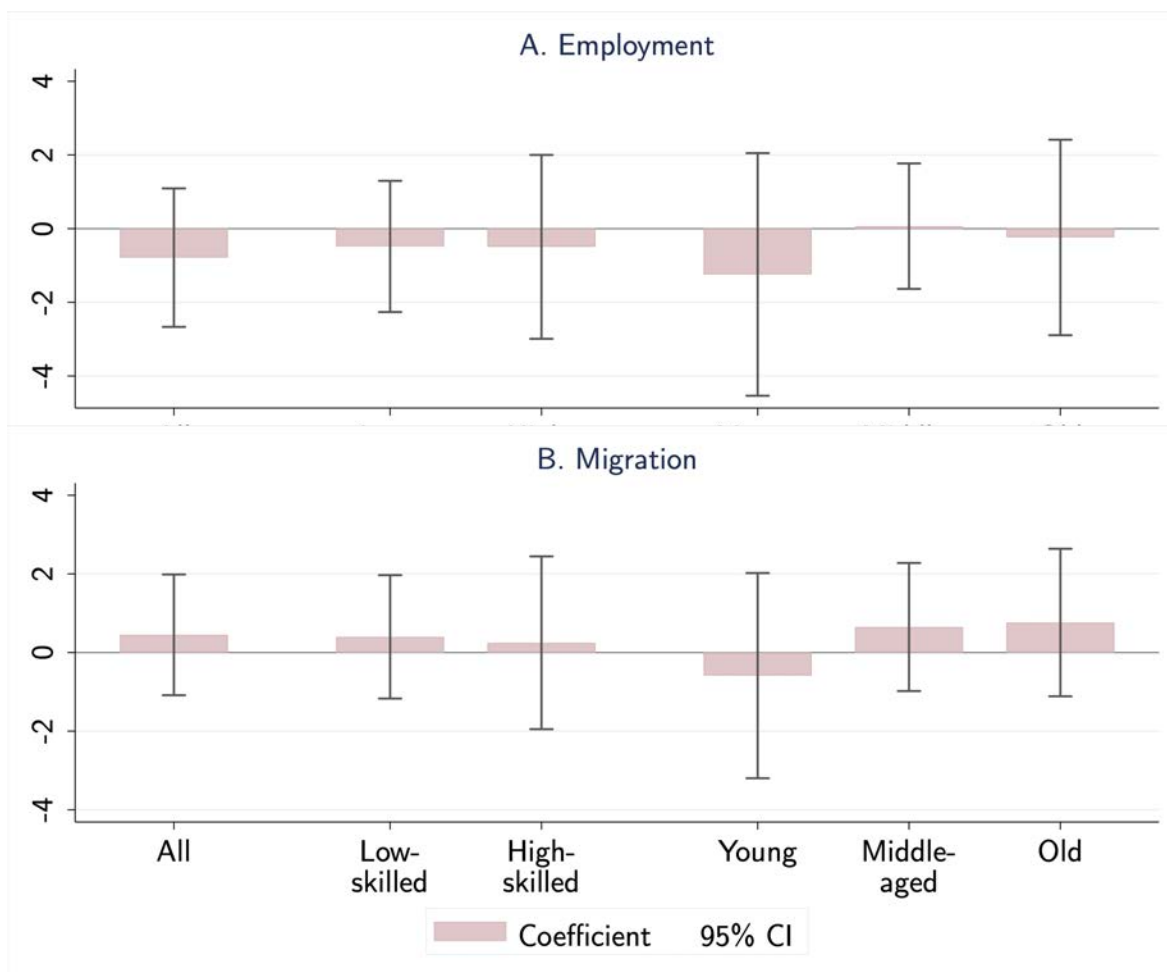 A. Employment
4
2
0
-2
-4
B. Migration
4
2
0
-2
-4
All
Low-
skilled
High-
skilled
Young
Middle-
aged
Old
Coefficient 95% CI